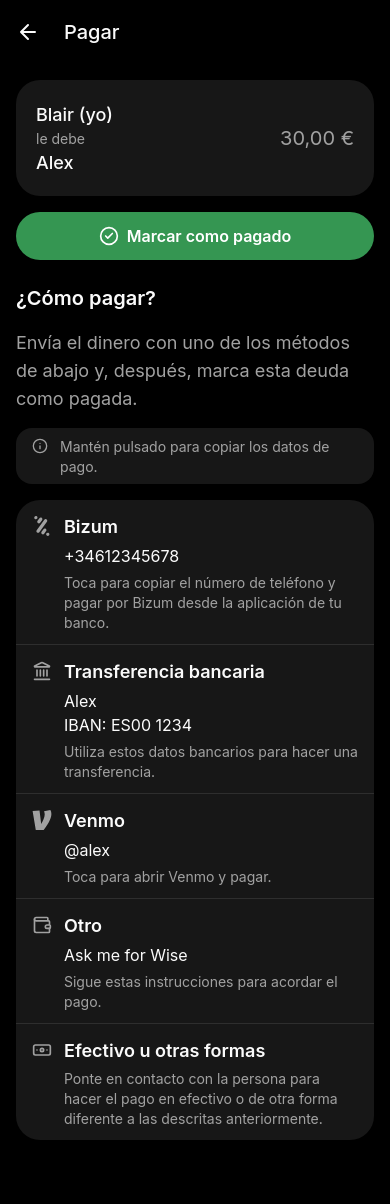 Pagar
Blair (yo)
le debe
Alex
30,00 €
Marcar como pagado
¿Cómo pagar?
Envía el dinero con uno de los métodos
de abajo y, después, marca esta deuda
como pagada.
Mantén pulsado para copiar los datos de
pago.
Bizum
+34612345678
Toca para copiar el número de teléfono y
pagar por Bizum desde la aplicación de tu
banco.
Transferencia bancaria
Alex
IBAN: ES00 1234
Utiliza estos datos bancarios para hacer una
transferencia.
Venmo
@alex
Toca para abrir Venmo y pagar.
Otro
Ask me for Wise
Sigue estas instrucciones para acordar el
pago.
Efectivo u otras formas
Ponte en contacto con la persona para
hacer el pago en efectivo o de otra forma
diferente a las descritas anteriormente.